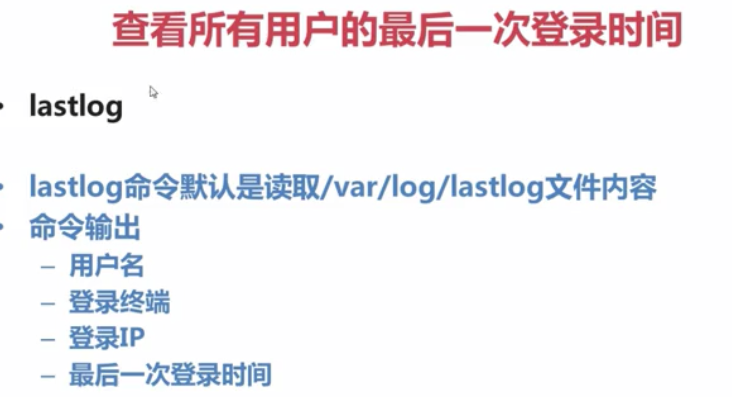 查看所有用户的最后一次登录时间
• lastlog
• lastlog命令默认是读取/var/log/lastlog文件内容
• 命令输出
– 用户名
– 登录终端
– 登录IP
– 最后一次登录时间